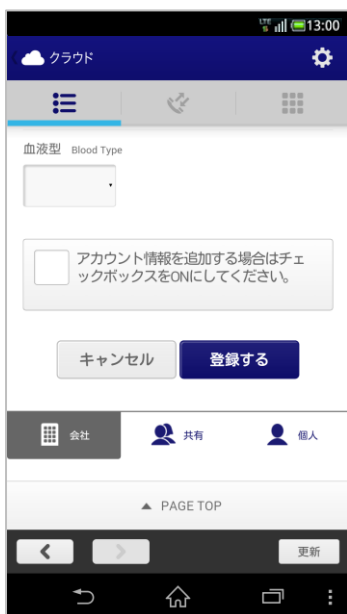 LTE 13:00
クラウド
血液型 Blood Type
アカウント情報を追加する場合はチェ
ックボックスをONにしてください。
キャンセル 登録する
会社 共有 個人
PAGE TOP
更新